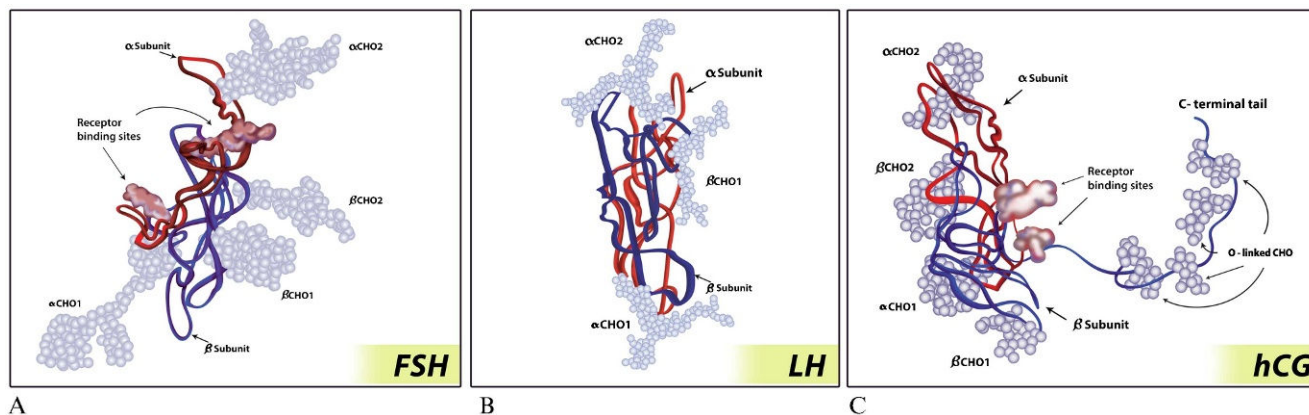 αCHO2
α Subunit
Receptor
binding sites
βCHO2
βCHO1
αCHO1
β Subunit
FSH
A
αCHO2
α Subunit
βCHO1
β Subunit
αCHO1
LH
B
αCHO2
α Subunit
C- terminal tail
βCHO2
Receptor
binding sites
O - linked CHO
αCHO1
β Subunit
βCHO1
hCG
C